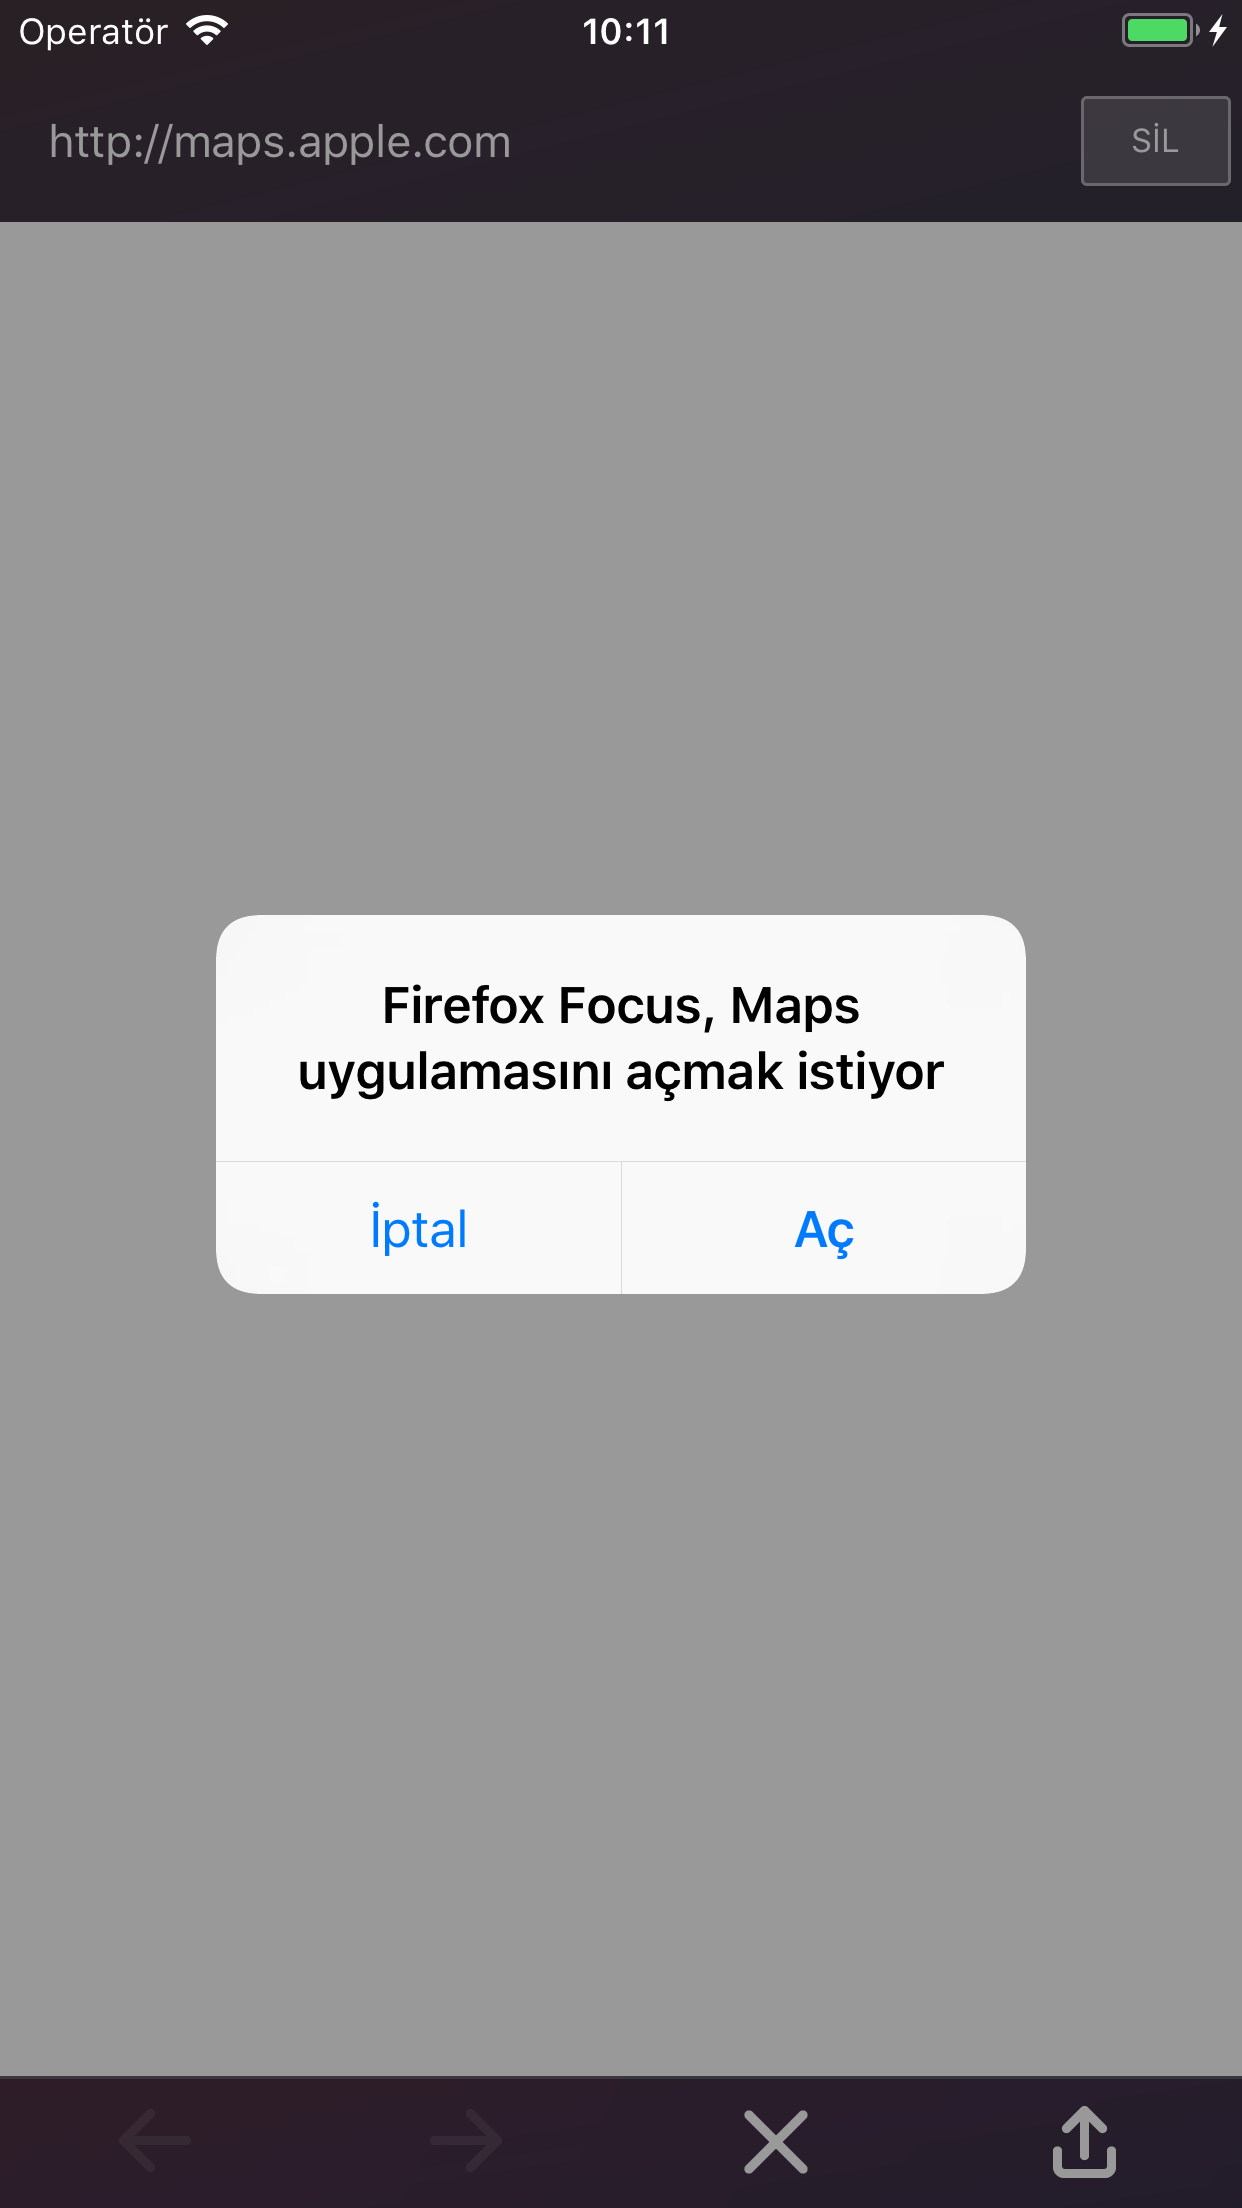 Operatör
10:11
http://maps.apple.com
SİL
Firefox Focus, Maps
uygulamasını açmak istiyor
İptal
Aç